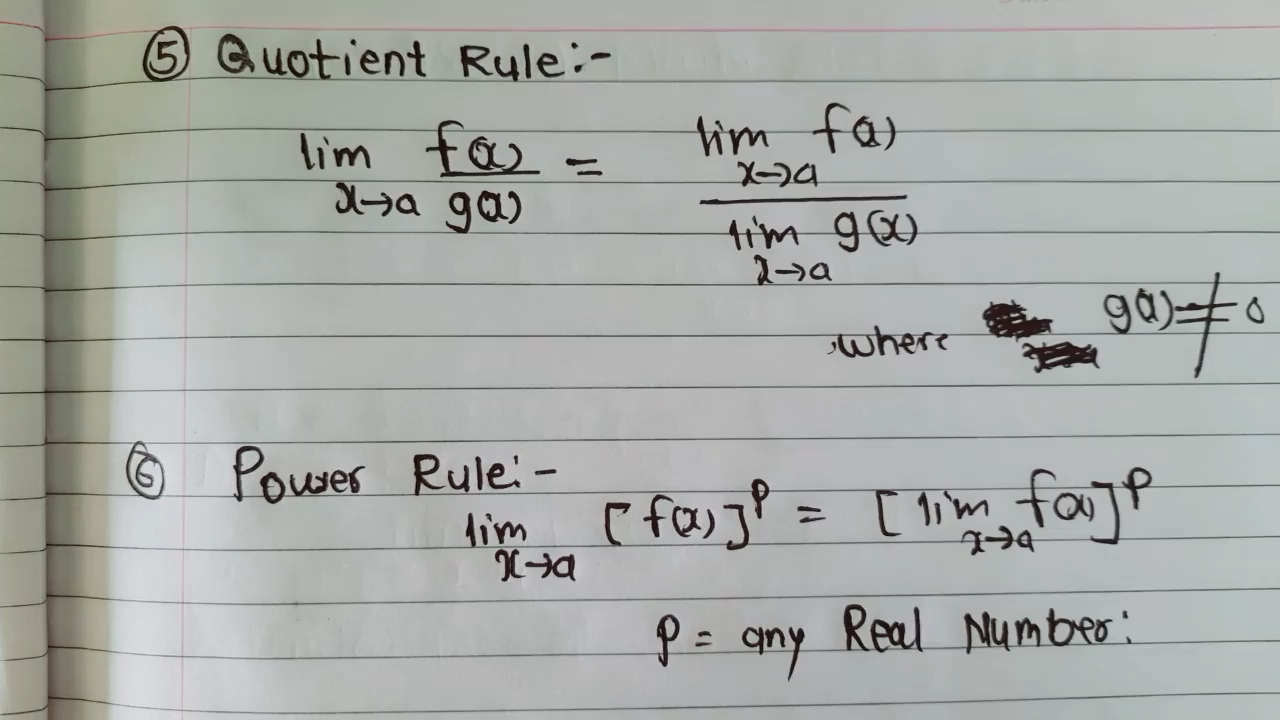 ⑤ Quotient Rule:-
lim x→a f(x)/g(x) = lim x→a f(x) / lim x→a g(x)
where g(x) ≠ 0
⑥ Power Rule:-
lim x→a [f(x)]^p = [lim x→a f(x)]^p
P = any Real Number: